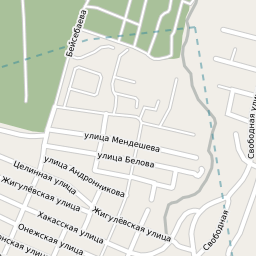 Бейсебаева
улица Мендешева
улица Белова
улица Андронникова
Целинная улица
Жигулёвская улица
Жигулёвская улица
Хакасская улица
Онежская улица
улица
Свободная
Свободная